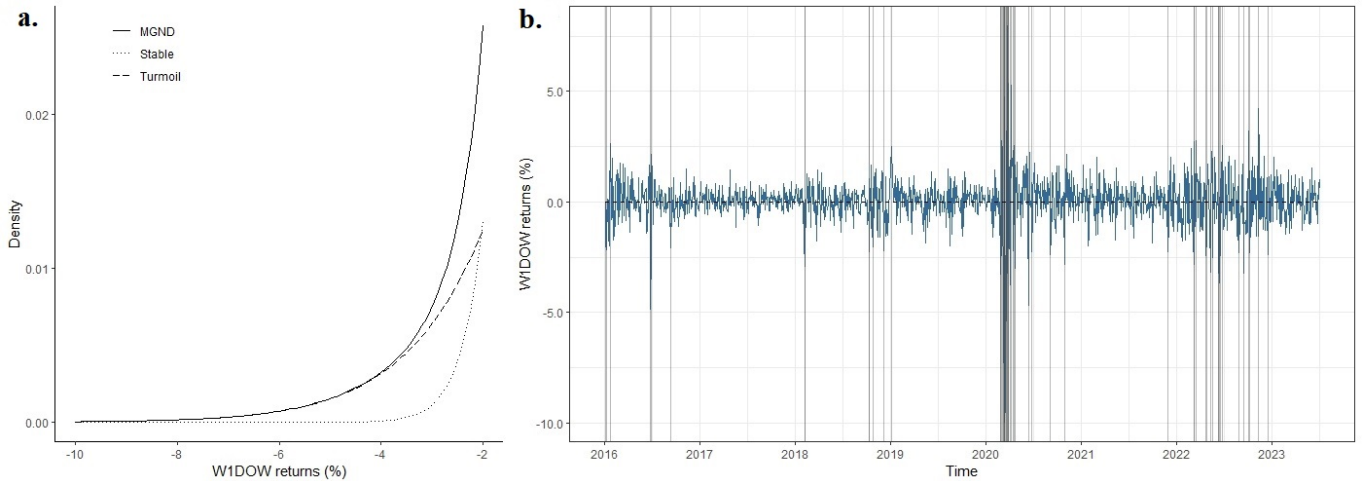 a.
MGND
Stable
Turmoil
Density
0.02
0.01
0.00
-10
-8
-6
-4
-2
W1DOW returns (%)
b.
W1DOW returns (%)
5.0
0.0
-5.0
-10.0
2016
2017
2018
2019
2020
2021
2022
2023
Time